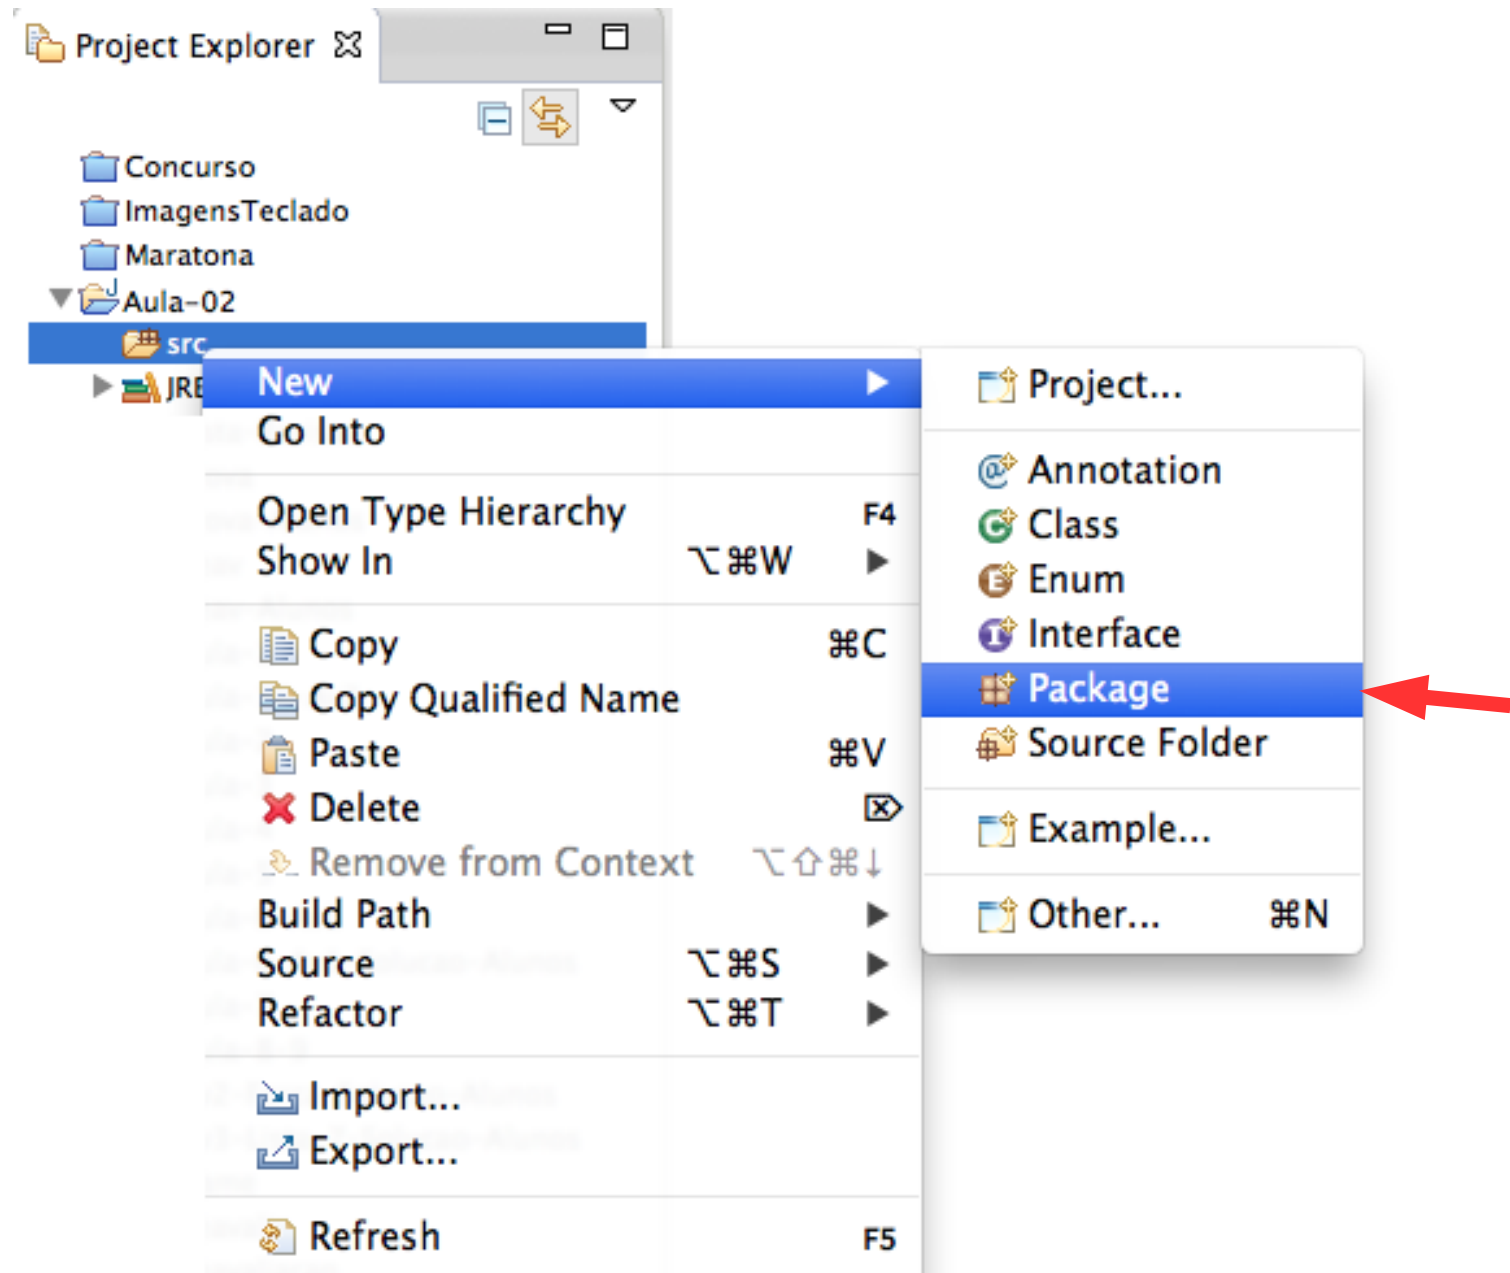 Project Explorer
Concurso
ImagensTeclado
Maratona
Aula-02
src
JRE
New
Go Into
Open Type Hierarchy F4
Show In ⌥⌘W
Copy ⌘C
Copy Qualified Name
Paste ⌘V
Delete ⌦
Remove from Context ⌥⇧⌘↓
Build Path
Source ⌥⌘S
Refactor ⌥⌘T
Import...
Export...
Refresh F5
Project...
Annotation
Class
Enum
Interface
Package
Source Folder
Example...
Other... ⌘N